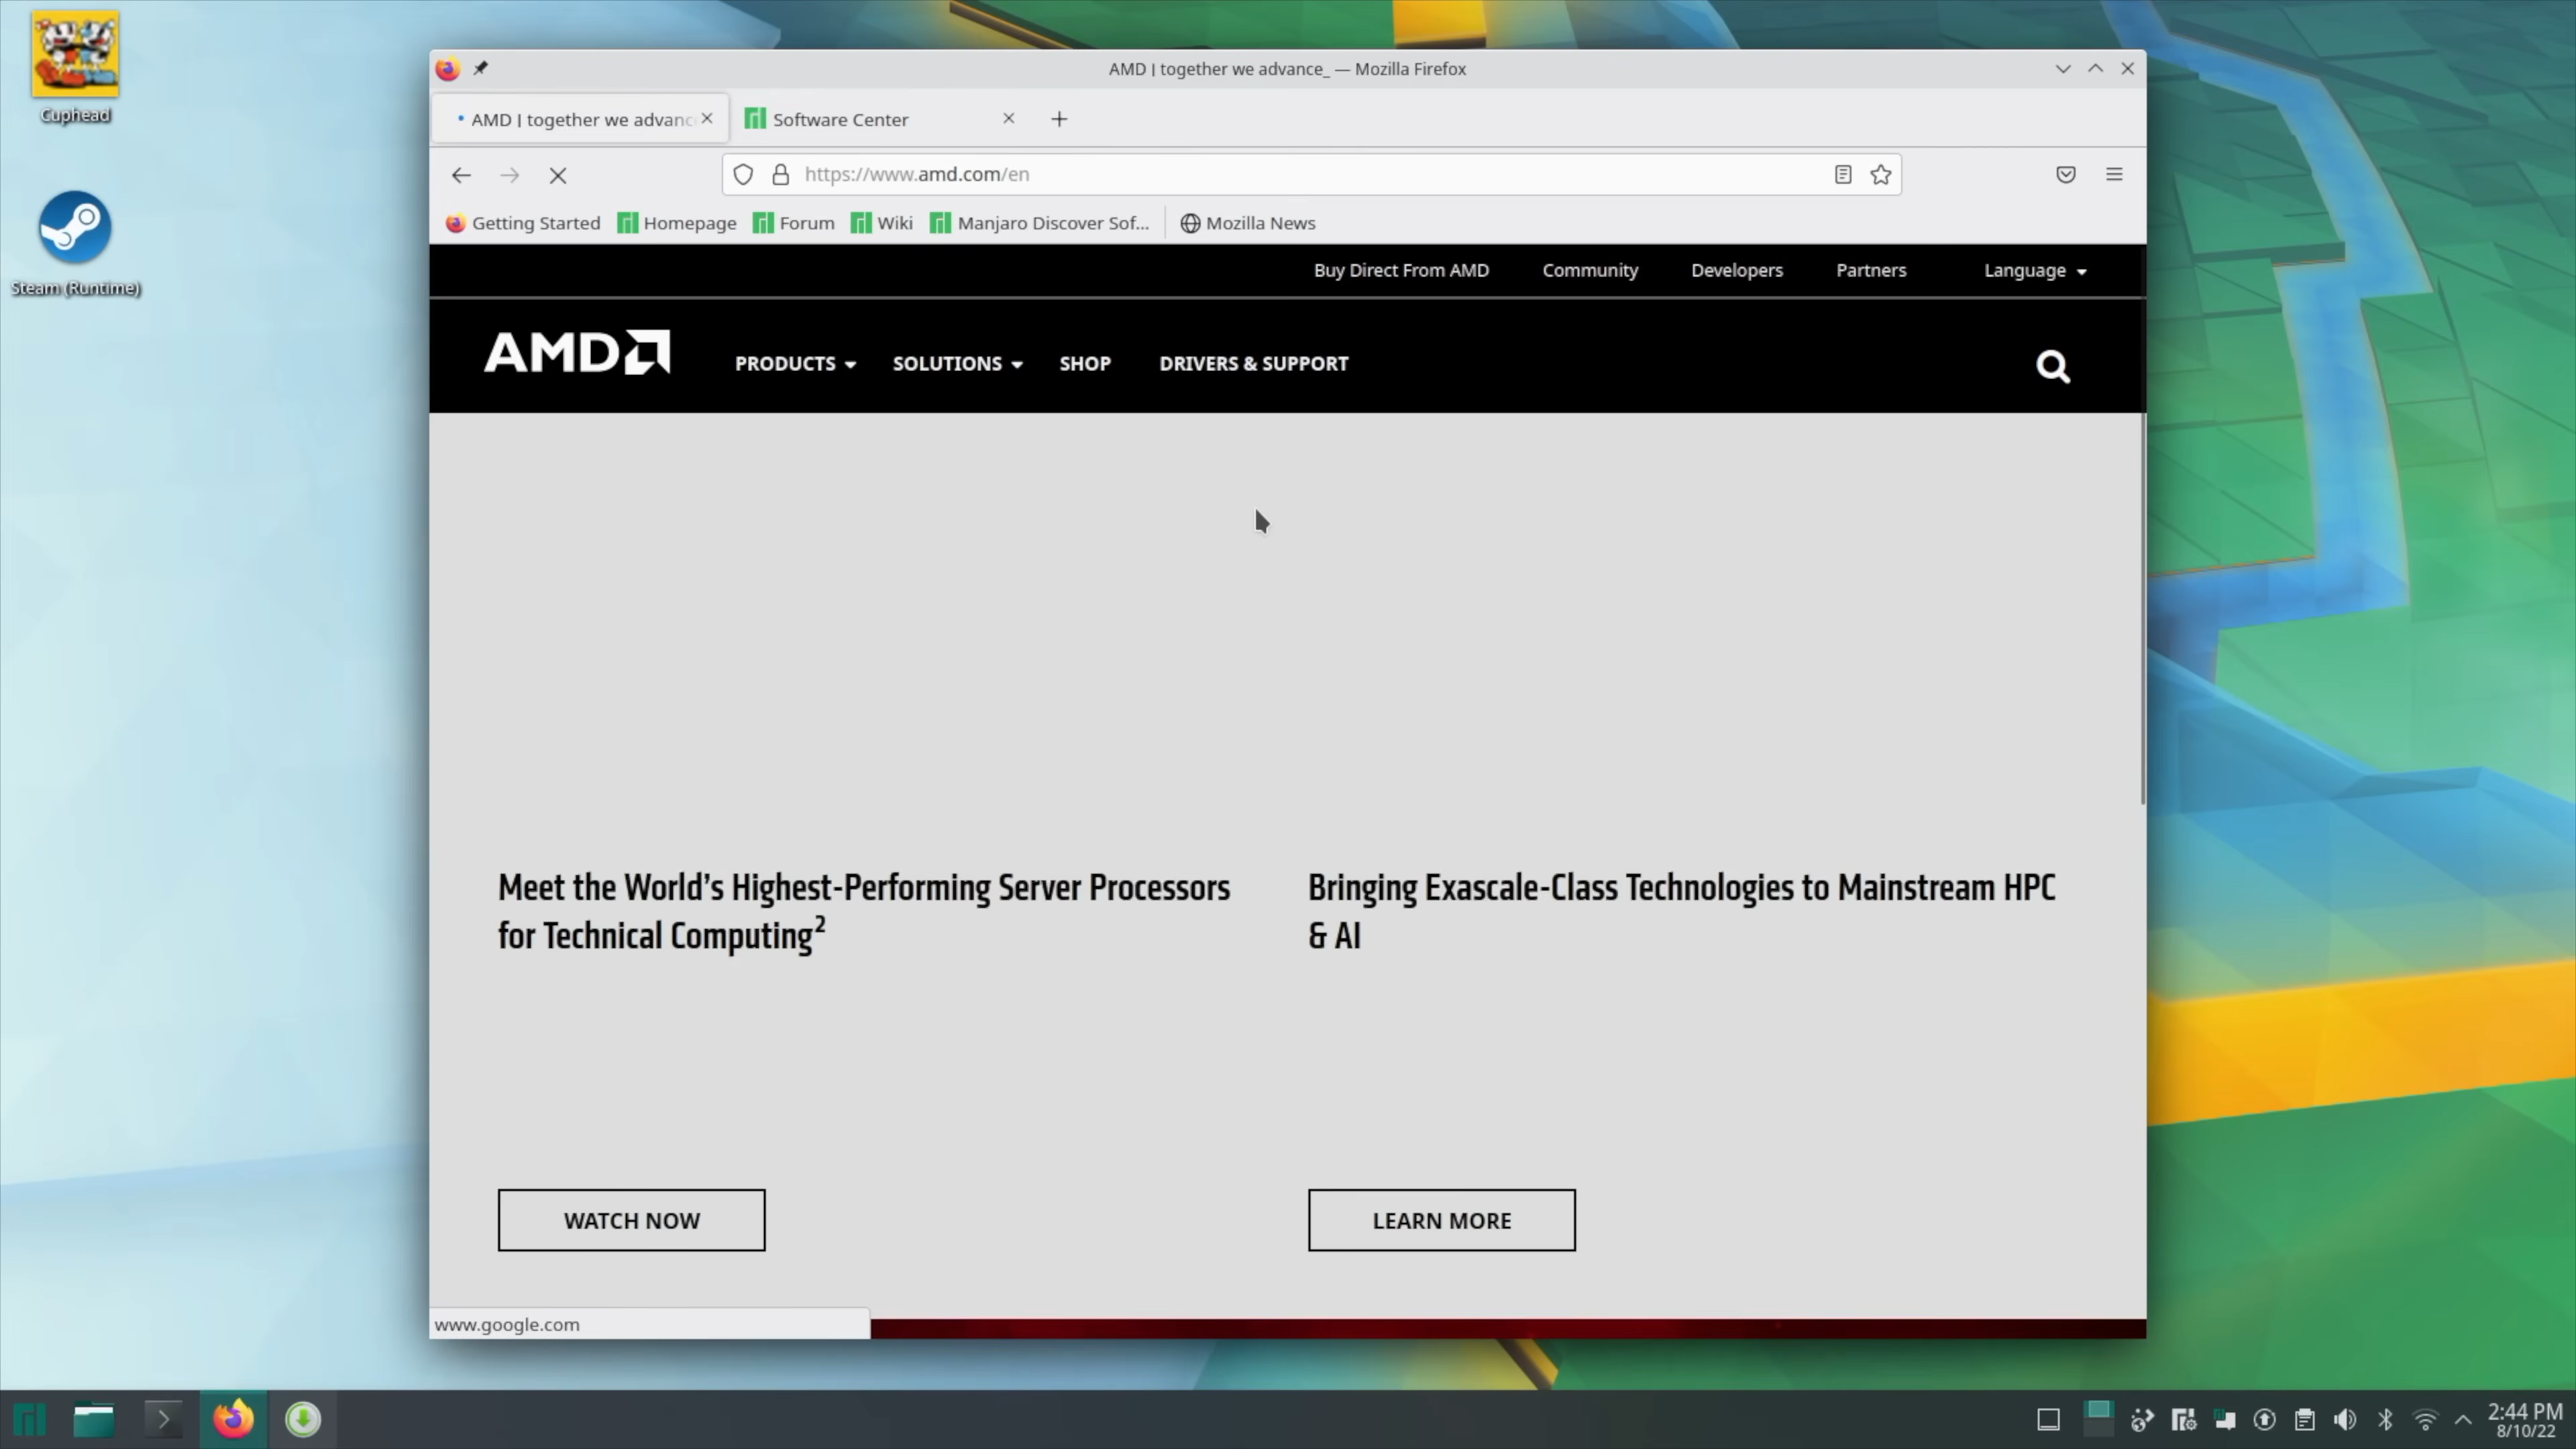 Cuphead
Steam (Runtime)
AMD | together we advance_ — Mozilla Firefox
AMD | together we advanc
Software Center
https://www.amd.com/en
Getting Started
Homepage
Forum
Wiki
Manjaro Discover Sof...
Mozilla News
Buy Direct From AMD
Community
Developers
Partners
Language
AMD
PRODUCTS
SOLUTIONS
SHOP
DRIVERS & SUPPORT
Meet the World’s Highest-Performing Server Processors
for Technical Computing²
Bringing Exascale-Class Technologies to Mainstream HPC
& AI
WATCH NOW
LEARN MORE
www.google.com
2:44 PM
8/10/22